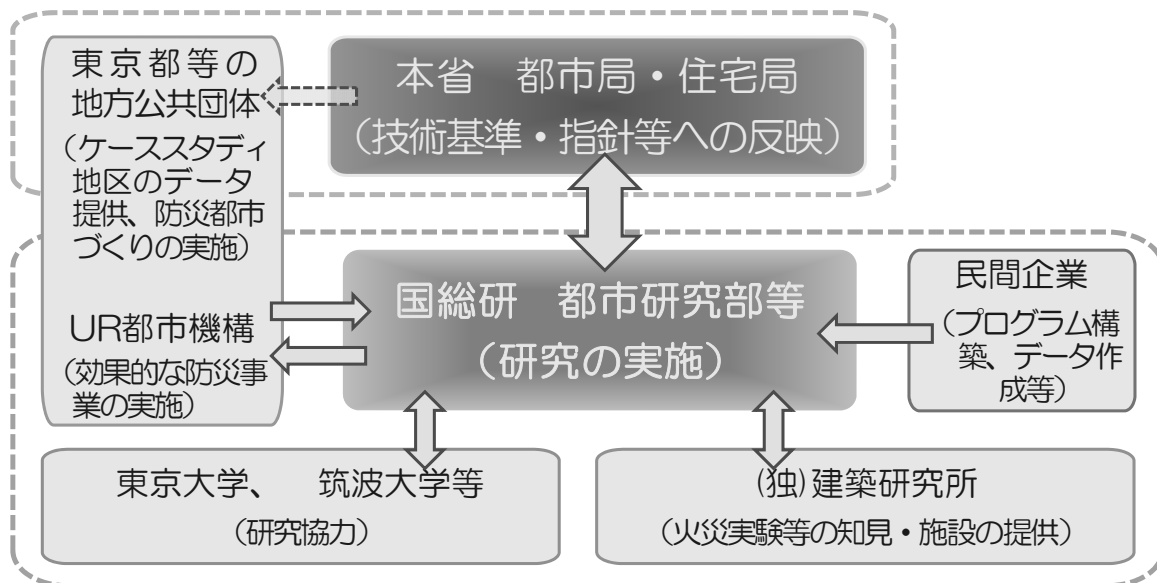 東京都等の
地方公共団体
(ケーススタディ
地区のデータ
提供、防災都市
づくりの実施)
UR都市機構
(効果的な防災事
業の実施)
本省 都市局・住宅局
(技術基準・指針等への反映)
国総研 都市研究部等
(研究の実施)
民間企業
(プログラム構
築、データ作
成等)
東京大学、 筑波大学等
(研究協力)
(独)建築研究所
(火災実験等の知見・施設の提供)